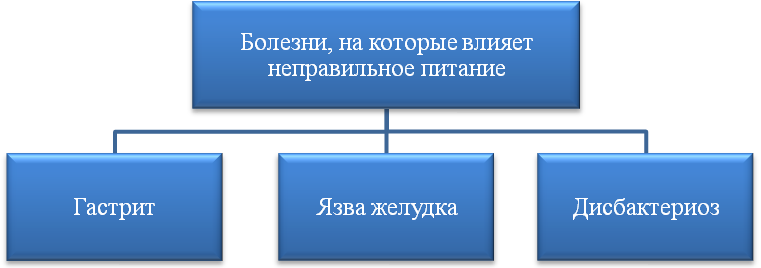 Болезни, на которые влияет
неправильное питание
Гастрит
Язва желудка
Дисбактериоз